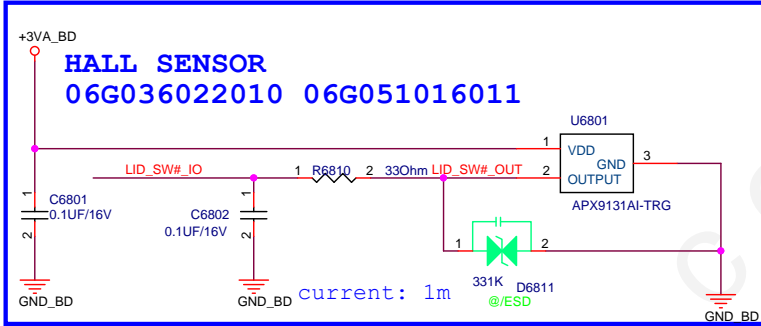 +3VA_BD
HALL SENSOR
06G036022010 06G051016011
U6801
1
VDD
GND
3
LID_SW#_IO
1
R6810
2
33Ohm
LID_SW#_OUT
2
OUTPUT
APX9131AI-TRG
1
C6801
0.1UF/16V
2
1
C6802
0.1UF/16V
2
1
2
331K
D6811
@/ESD
GND_BD
GND_BD
current: 1m
GND_BD